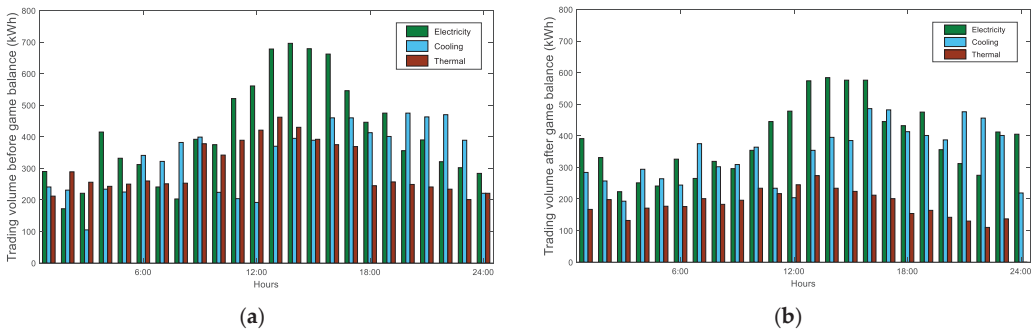 Trading volume before game balance (kWh)
800
700
600
500
400
300
200
100
0
Electricity
Cooling
Thermal
6:00
12:00
18:00
24:00
Hours
(a)
Trading volume after game balance (kWh)
800
700
600
500
400
300
200
100
0
Electricity
Cooling
Thermal
6:00
12:00
18:00
24:00
Hours
(b)